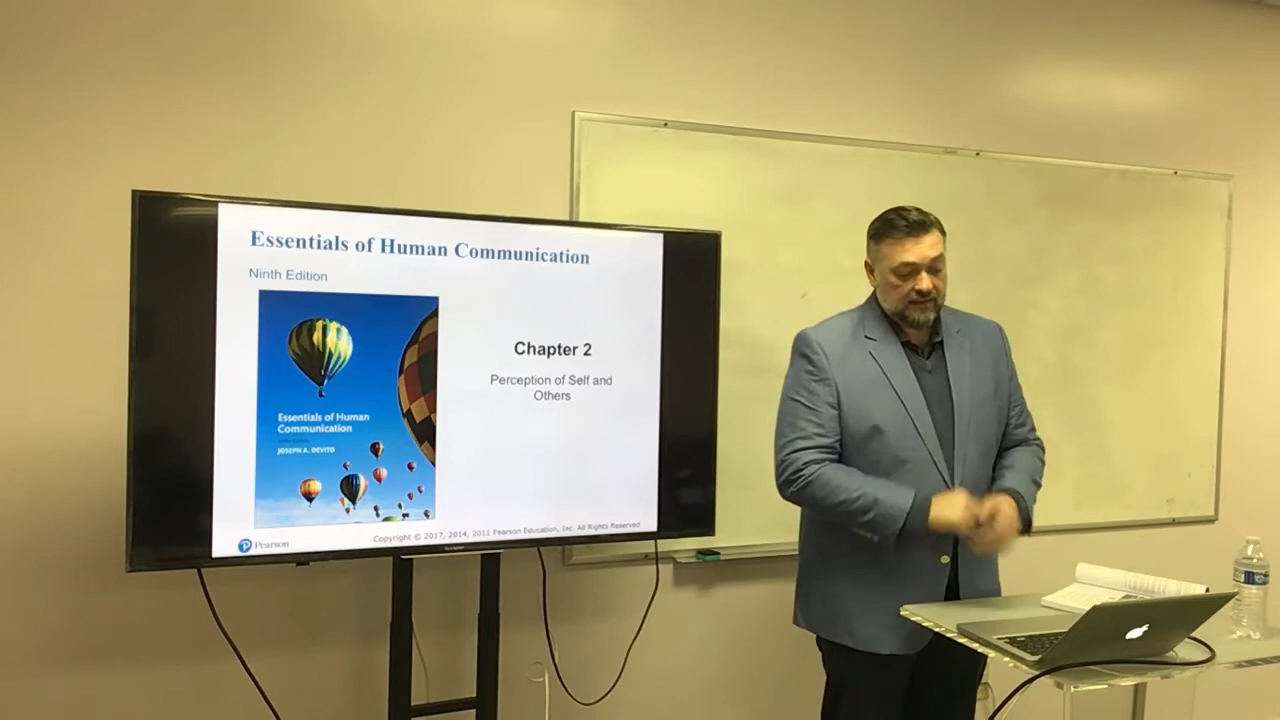 Essentials of Human Communication
Ninth Edition
Essentials of Human
Communication
JOSEPH A. DEVITO
Chapter 2
Perception of Self and
Others
Pearson
Copyright © 2017, 2014, 2011 Pearson Education, Inc. All Rights Reserved